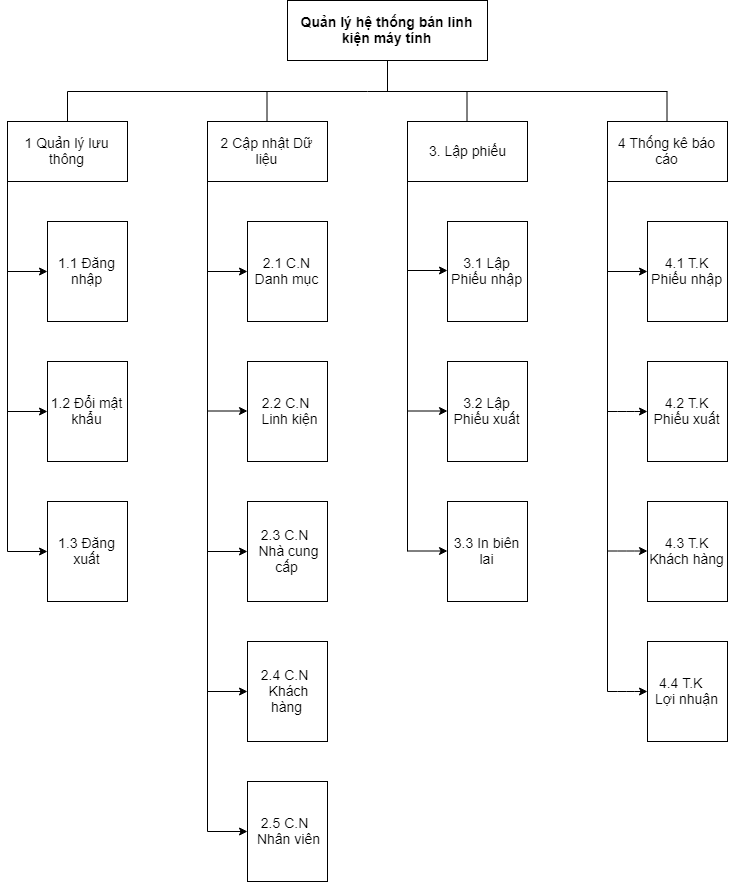 Quản lý hệ thống bán linh
kiện máy tính
1 Quản lý lưu
thông
2 Cập nhật Dữ
liệu
3. Lập phiếu
4 Thống kê báo
cáo
1.1 Đăng
nhập
2.1 C.N
Danh mục
3.1 Lập
Phiếu nhập
4.1 T.K
Phiếu nhập
1.2 Đổi mật
khẩu
2.2 C.N
Linh kiện
3.2 Lập
Phiếu xuất
4.2 T.K
Phiếu xuất
1.3 Đăng
xuất
2.3 C.N
Nhà cung
cấp
3.3 In biên
lai
4.3 T.K
Khách hàng
2.4 C.N
Khách
hàng
4.4 T.K
Lợi nhuận
2.5 C.N
Nhân viên